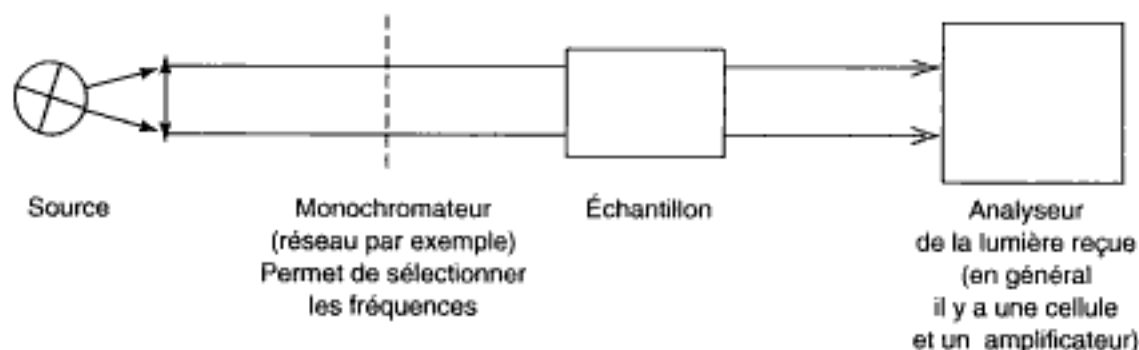 Source
Monochromateur
(réseau par exemple)
Permet de sélectionner
les fréquences
Échantillon
Analyseur
de la lumière reçue
(en général
il y a une cellule
et un amplificateur)